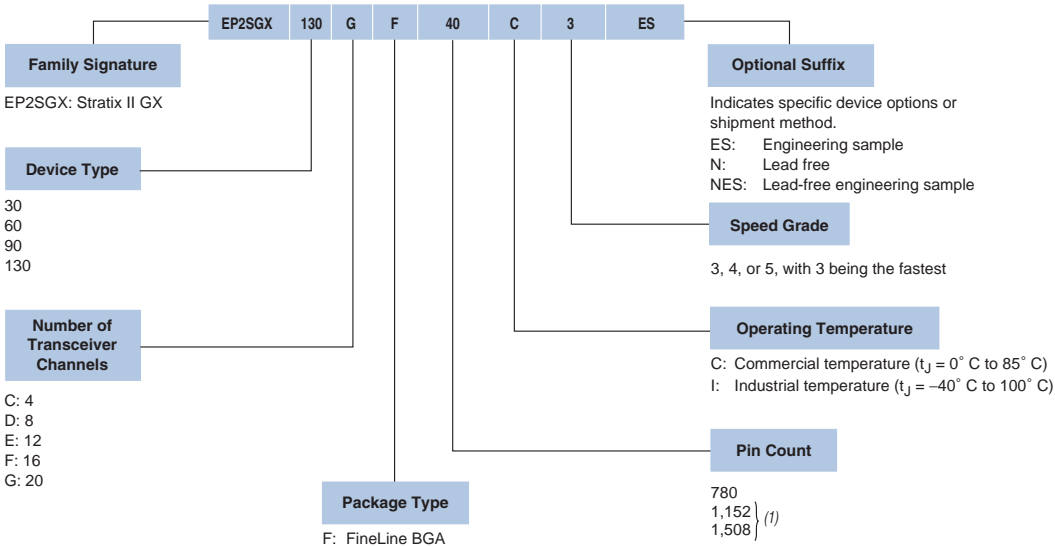 EP2SGX 130 G F 40 C 3 ES
Family Signature
EP2SGX: Stratix II GX
Device Type
30
60
90
130
Number of
Transceiver
Channels
C: 4
D: 8
E: 12
F: 16
G: 20
Package Type
F: FineLine BGA
Optional Suffix
Indicates specific device options or
shipment method.
ES: Engineering sample
N: Lead free
NES: Lead-free engineering sample
Speed Grade
3, 4, or 5, with 3 being the fastest
Operating Temperature
C: Commercial temperature (tJ = 0˚ C to 85˚ C)
I: Industrial temperature (tJ = –40˚ C to 100˚ C)
Pin Count
780
1,152
1,508
(1)